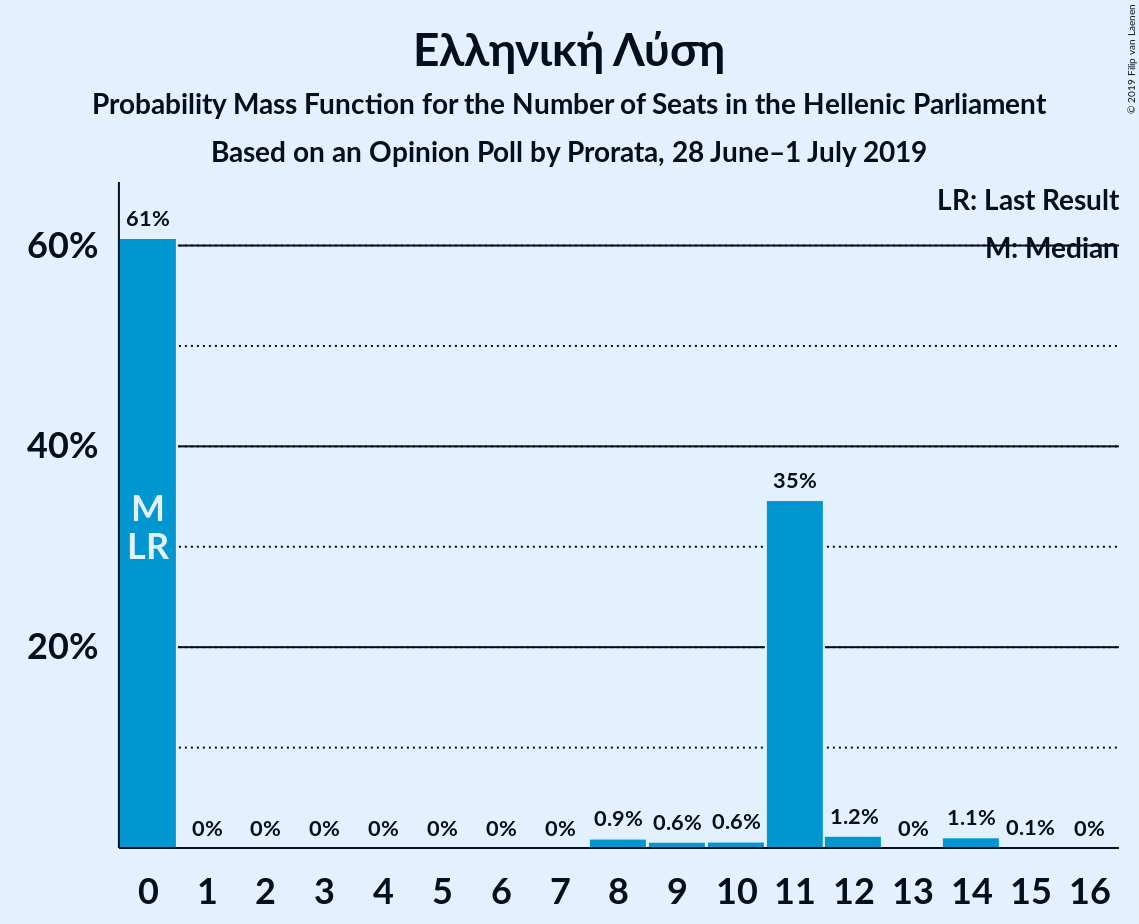 Ελληνική Λύση
Probability Mass Function for the Number of Seats in the Hellenic Parliament
Based on an Opinion Poll by Prorata, 28 June–1 July 2019
© 2019 Filip van Laenen
LR: Last Result
M: Median
60%
40%
20%
61%
M
LR
0%
0%
0%
0%
0%
0%
0%
0.9%
0.6%
0.6%
35%
1.2%
0%
1.1%
0.1%
0%
0 1 2 3 4 5 6 7 8 9 10 11 12 13 14 15 16